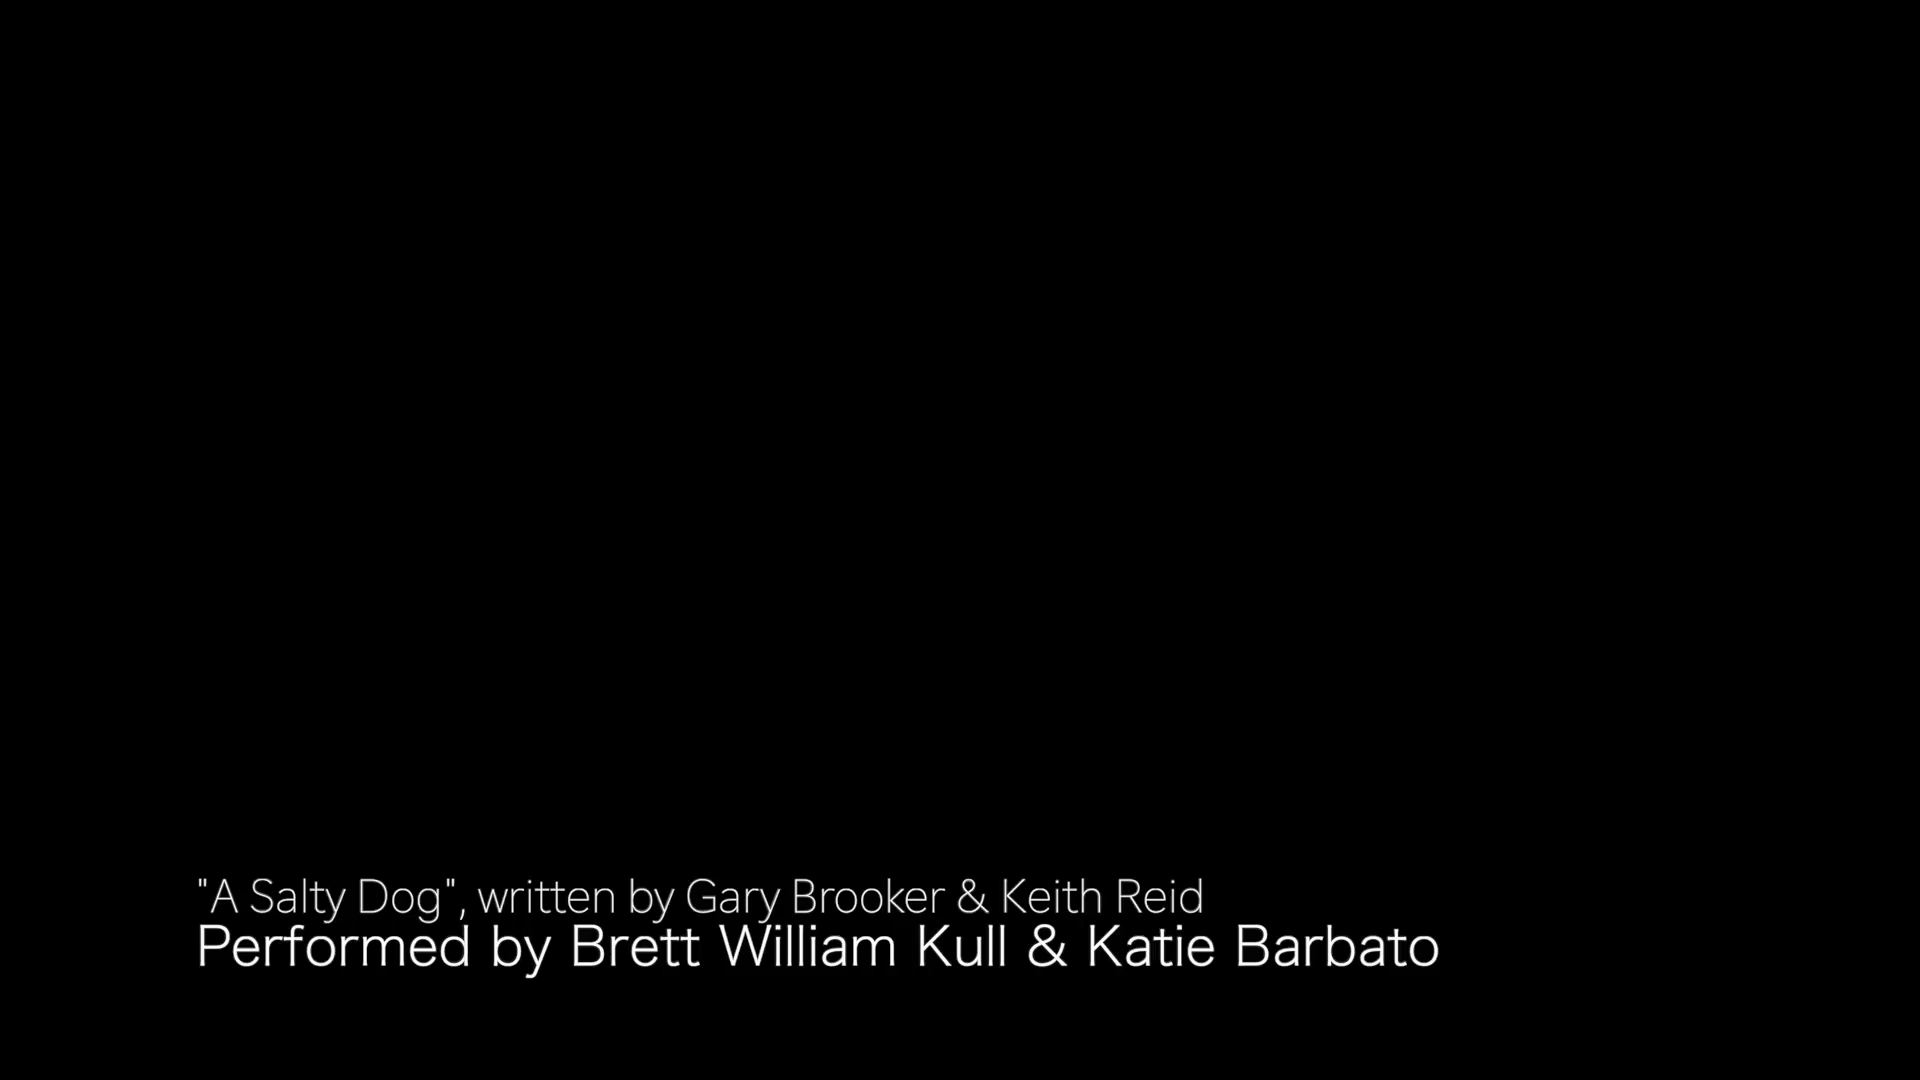 "A Salty Dog", written by Gary Brooker & Keith Reid
Performed by Brett William Kull & Katie Barbato